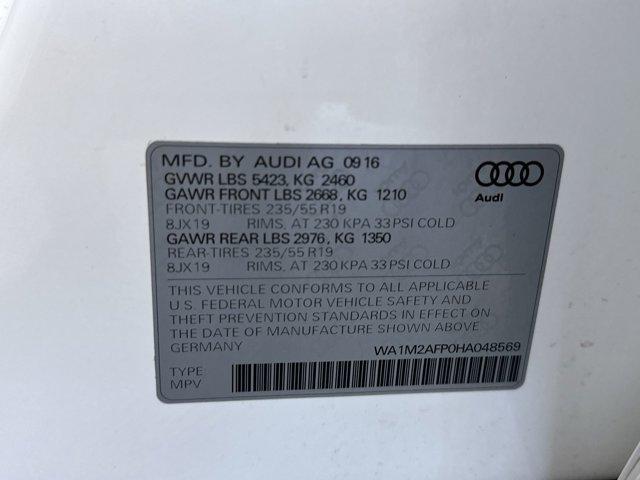 MFD. BY AUDI AG 09 16
GVWR LBS 5423, KG 2460
GAWR FRONT LBS 2668, KG 1210
FRONT-TIRES 235/55 R19
8JX19 RIMS, AT 230 KPA 33 PSI COLD
GAWR REAR LBS 2976, KG 1350
REAR-TIRES 235/55 R19
8JX19 RIMS, AT 230 KPA 33 PSI COLD
Audi
THIS VEHICLE CONFORMS TO ALL APPLICABLE
U.S. FEDERAL MOTOR VEHICLE SAFETY AND
THEFT PREVENTION STANDARDS IN EFFECT ON
THE DATE OF MANUFACTURE SHOWN ABOVE.
GERMANY WA1M2AFP0HA048569
TYPE
MPV